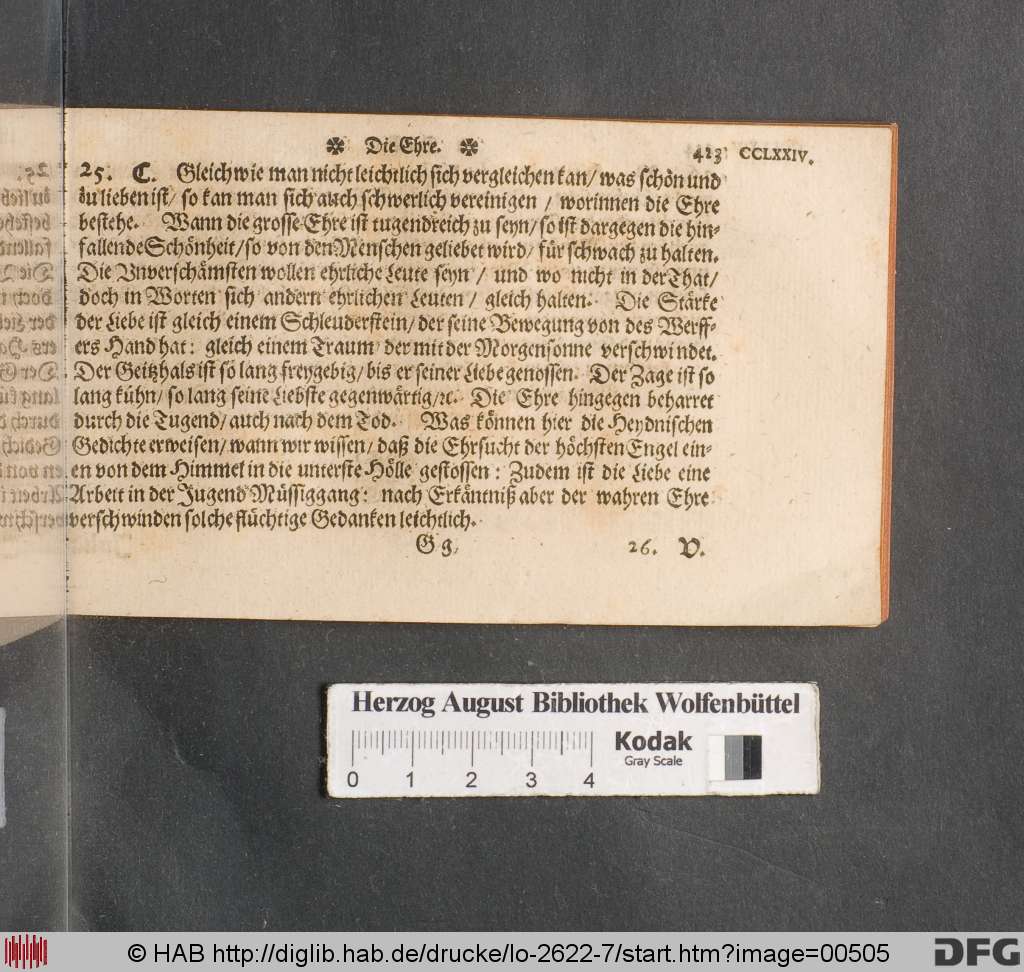 ✽ Die Ehre. ✽
423 CCLXXIV.
25. C. Gleich wie man nicht leichtlich sich vergleichen kan/ was schön und
zu lieben ist/ so kan man sich auch schwerlich vereinigen / worinnen die Ehre
bestehe. Wann die grosse Ehre ist tugendreich zu seyn/ so ist dargegen die hin-
fallende Schönheit/ so von den Menschen geliebet wird/ für schwach zu halten.
Die Unverschämsten wollen ehrliche Leute seyn / und wo nicht in der That/
doch in Worten sich andern ehrlichen Leuten / gleich halten. Die Stärke
der Liebe ist gleich einem Schleuderstein/ der seine Bewegung von des Werff-
ers Hand hat: gleich einem Traum der mit der Morgensonne verschwindet.
Der Geitzhals ist so lang freygebig/ bis er seiner Liebe genossen. Der Zage ist so
lang kühn/ so lang seine Liebste gegenwärtig/ ꝛc. Die Ehre hingegen beharret
durch die Tugend/ auch nach dem Tod. Was können hier die Heydnischen
Gedichte erweisen/ wann wir wissen/ daß die Ehrsucht der höchsten Engel ein-
en von dem Himmel in die unterste Hölle gestossen: Zudem ist die Liebe eine
Arbeit in der Jugend Müssiggang: nach Erkäntniß aber der wahren Ehre
verschwinden solche flüchtige Gedanken leichtlich.
Gg, 26. V.
Herzog August Bibliothek Wolfenbüttel
Kodak
Gray Scale
0 1 2 3 4
© HAB http://diglib.hab.de/drucke/lo-2622-7/start.htm?image=00505
DFG